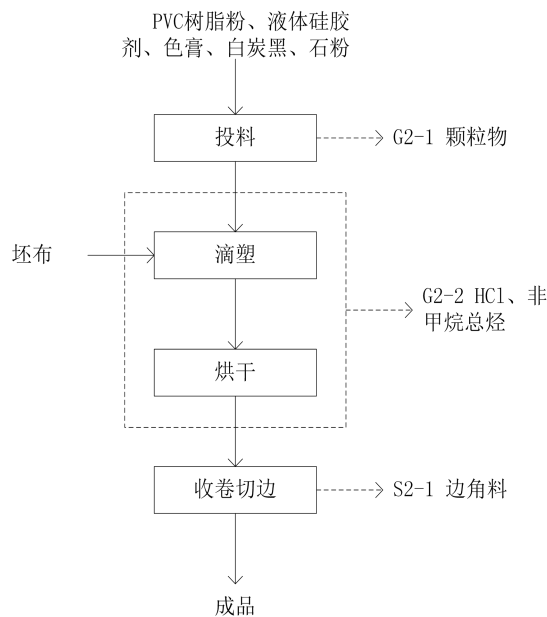 PVC树脂粉、液体硅胶
剂、色膏、白炭黑、石粉
投料
G2-1 颗粒物
坯布
滴塑
G2-2 HCl、非
甲烷总烃
烘干
收卷切边
S2-1 边角料
成品